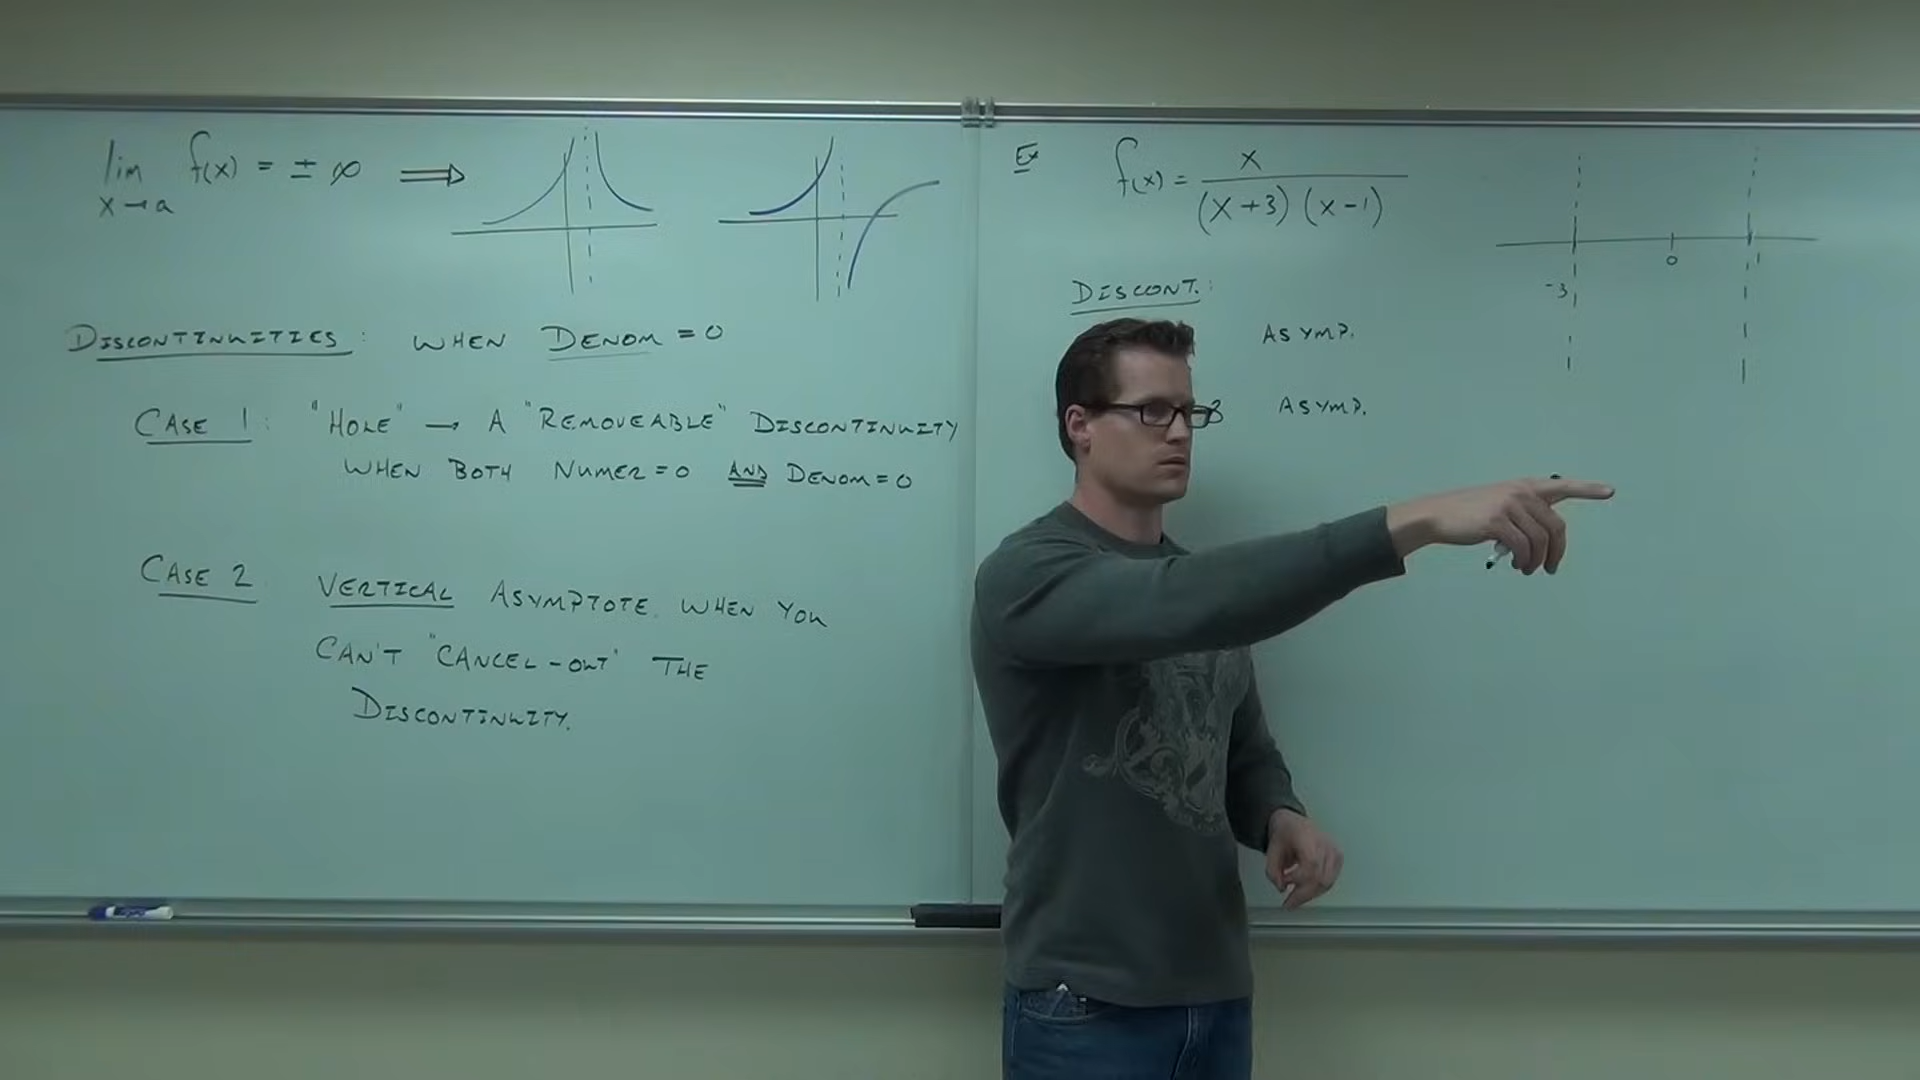 lim f(x) = ± ∞ ⟹
x→a
DISCONTINUITIES: WHEN DENOM = 0
CASE 1: "HOLE" → A "REMOVEABLE" DISCONTINUITY
WHEN BOTH NUMER = 0 AND DENOM = 0
CASE 2 VERTICAL ASYMPTOTE. WHEN YOU
CAN'T "CANCEL-OUT" THE
DISCONTINUITY.
Ex f(x) = x
(x+3)(x-1)
DISCONT.:
ASYMP.
3 ASYMP.
-3 0 1